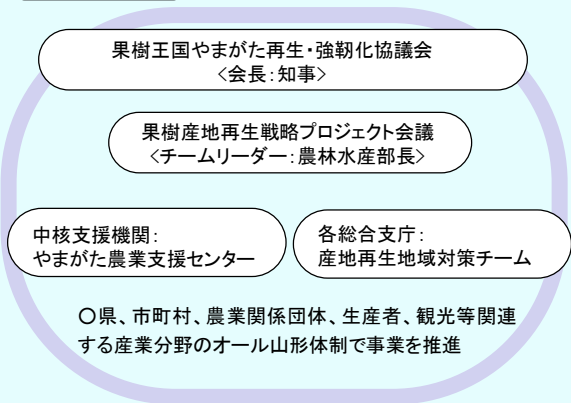 果樹王国やまがた再生・強靭化協議会
<会長：知事>
果樹産地再生戦略プロジェクト会議
<チームリーダー：農林水産部長>
中核支援機関：
やまがた農業支援センター
各総合支庁：
産地再生地域対策チーム
○県、市町村、農業関係団体、生産者、観光等関連
する産業分野のオール山形体制で事業を推進